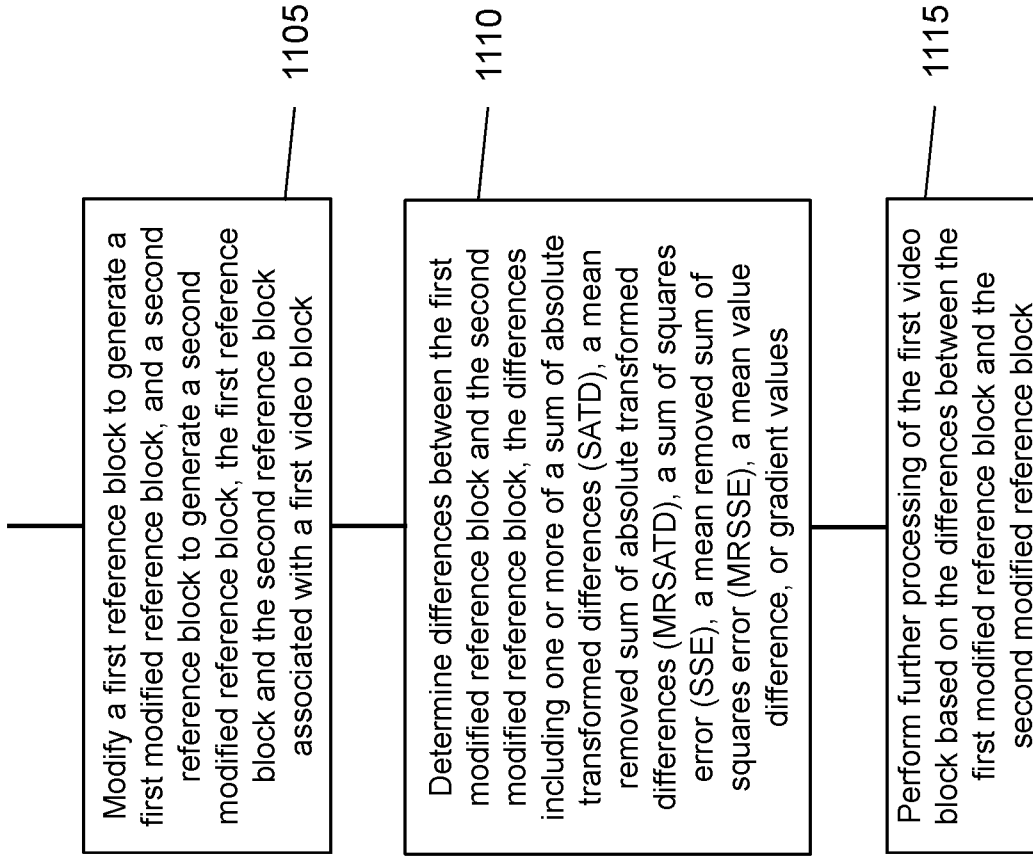 Modify a first reference block to generate a
first modified reference block, and a second
reference block to generate a second
modified reference block, the first reference
block and the second reference block
associated with a first video block
1105
Determine differences between the first
modified reference block and the second
modified reference block, the differences
including one or more of a sum of absolute
transformed differences (SATD), a mean
removed sum of absolute transformed
differences (MRSATD), a sum of squares
error (SSE), a mean removed sum of
squares error (MRSSE), a mean value
difference, or gradient values
1110
Perform further processing of the first video
block based on the differences between the
first modified reference block and the
second modified reference block
1115